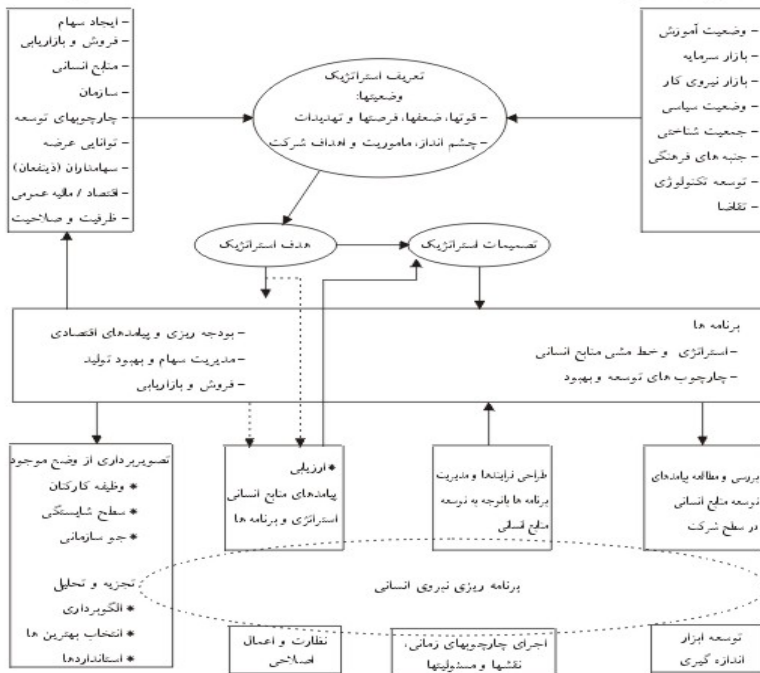 – وضعیت آموزش
– بازار سرمایه
– بازار نیروی کار
– وضعیت سیاسی
– جمعیت شناختی
– جنبه های فرهنگی
– توسعه تکنولوژی
– تقاضا
تعریف استراتژیک
وضعیتها:
– قوتها، ضعفها، فرصتها و تهدیدات
– چشم انداز، ماموریت و اهداف شرکت
– ایجاد سهام
– فروش و بازاریابی
– منابع انسانی
– سازمان
– چارچوبهای توسعه
– توانایی عرضه
– سهامداران (ذینفعان)
– اقتصاد / مالیه عمومی
– ظرفیت و صلاحیت
تصمیمات استراتژیک
هدف استراتژیک
برنامه ها
– استراتژی و خط مشی منابع انسانی
– چارچوب های توسعه و بهبود
– بودجه ریزی و پیامدهای اقتصادی
– مدیریت سهام و بهبود تولید
– فروش و بازاریابی
بررسی و مطالعه پیامدهای
توسعه منابع انسانی
در سطح شرکت
طراحی فرایندها و مدیریت
برنامه ها باتوجه به توسعه
منابع انسانی
* ارزیابی
پیامدهای منابع انسانی
استراتژی و برنامه ها
تصویربرداری از وضع موجود
* وظیفه کارکنان
* سطح شایستگی
* جو سازمانی
تجزیه و تحلیل
* الگوبرداری
* انتخاب بهترین ها
* استانداردها
برنامه ریزی نیروی انسانی
توسعه ابزار
اندازه گیری
اجرای چارچوبهای زمانی،
نقشها و مسئولیتها
نظارت و اعمال
اصلاحی